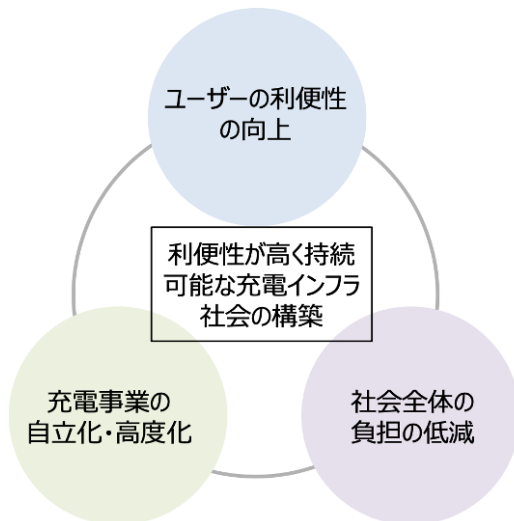 ユーザーの利便性
の向上
利便性が高く持続
可能な充電インフラ
社会の構築
充電事業の
自立化・高度化
社会全体の
負担の低減